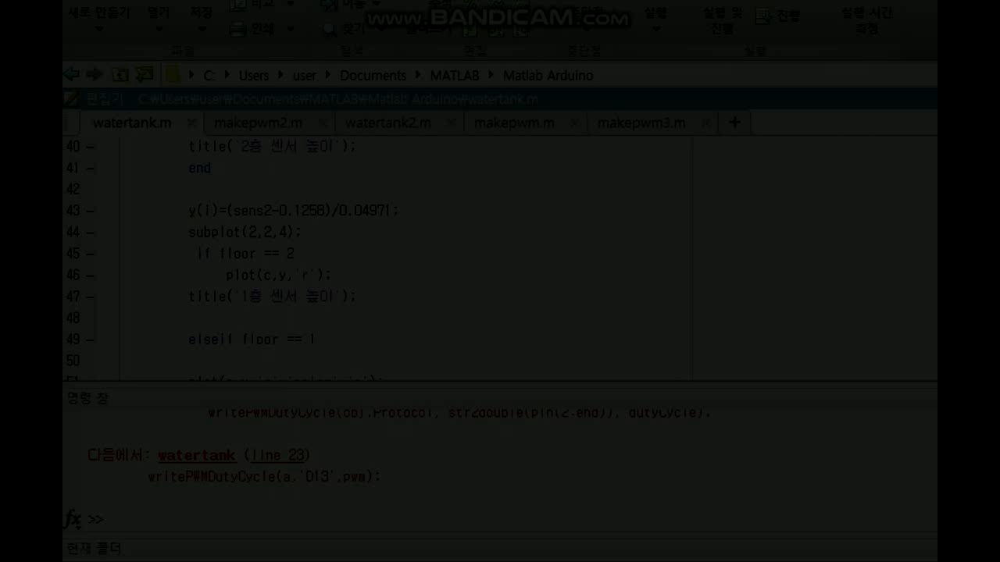 www.BANDICAM.com
새로 만들기 열기 저장 비교 이동 실행 실행 및 진행 진행 실행 시간 측정
인쇄 찾기
파일 탐색 편집 중단점 실행
C: Users user Documents MATLAB Matlab Arduino
편집기 C:\Users\user\Documents\MATLAB\Matlab Arduino\watertank.m
watertank.m makepwm2.m watertank2.m makepwm.m makepwm3.m
40 – title('2층 센서 높이');
41 – end
42
43 – y(i)=(sens2-0.1258)/0.04971;
44 – subplot(2,2,4);
45 – if floor == 2
46 – plot(c,y,'r');
47 – title('1층 센서 높이');
48
49 – elseif floor == 1
50
51
명령 창
writePWMDutyCycle(obj.Protocol, str2double(pin(2:end)), dutyCycle);
다음에서: watertank (line 23)
writePWMDutyCycle(a,'D13',pwm);
fx >>
현재 폴더